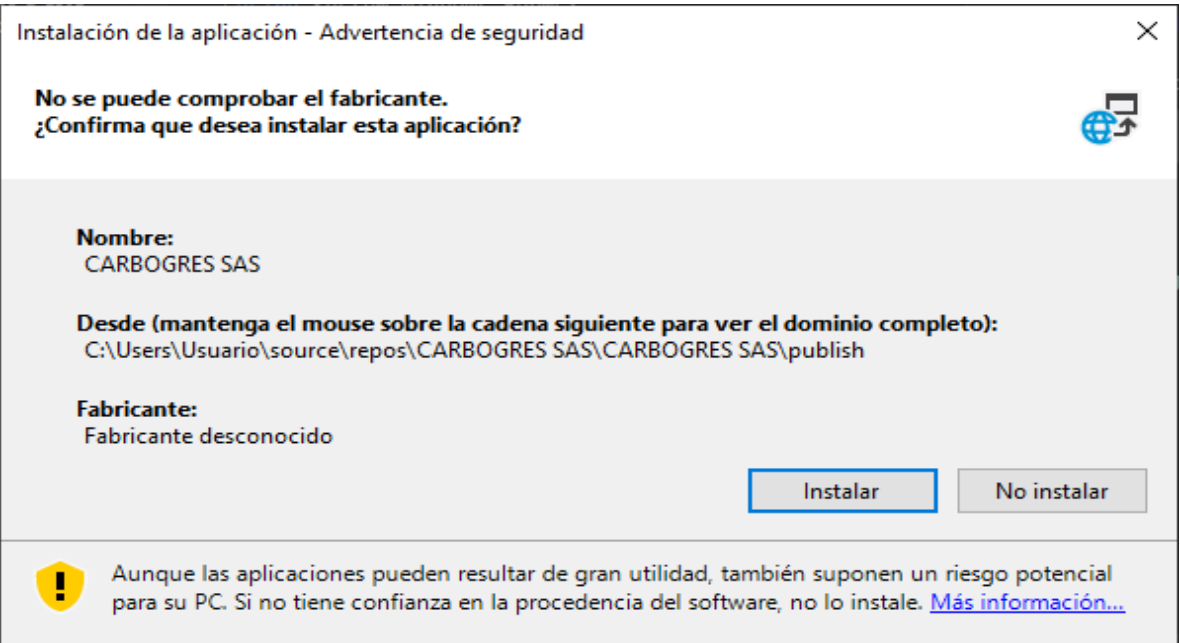 Instalación de la aplicación - Advertencia de seguridad
No se puede comprobar el fabricante.
¿Confirma que desea instalar esta aplicación?
Nombre:
CARBOGRES SAS
Desde (mantenga el mouse sobre la cadena siguiente para ver el dominio completo):
C:\Users\Usuario\source\repos\CARBOGRES SAS\CARBOGRES SAS\publish
Fabricante:
Fabricante desconocido
Instalar
No instalar
Aunque las aplicaciones pueden resultar de gran utilidad, también suponen un riesgo potencial
para su PC. Si no tiene confianza en la procedencia del software, no lo instale. Más información...